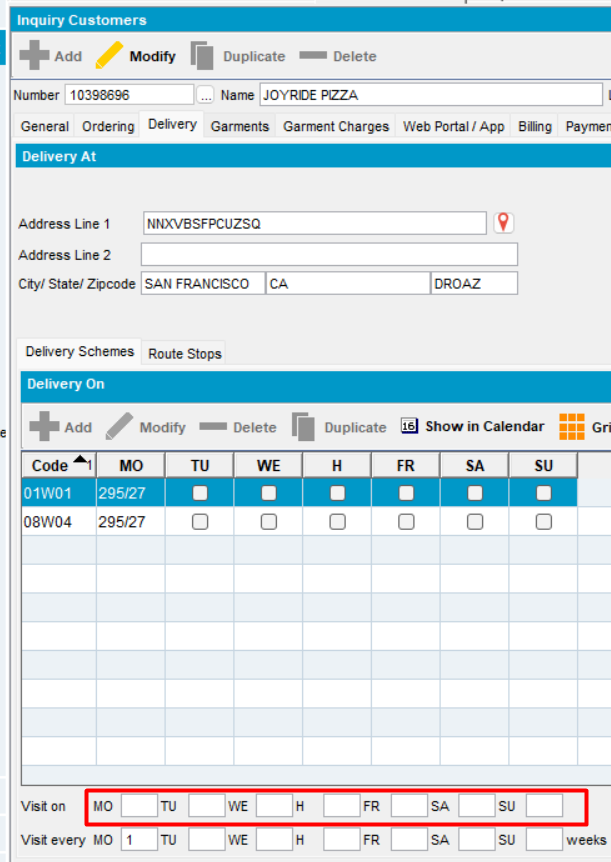 Inquiry Customers
Add Modify Duplicate Delete
Number 10398696 ... Name JOYRIDE PIZZA
General Ordering Delivery Garments Garment Charges Web Portal / App Billing Paymen
Delivery At
Address Line 1 NNXVBSFPCUZSQ
Address Line 2
City/ State/ Zipcode SAN FRANCISCO CA DROAZ
Delivery Schemes Route Stops
Delivery On
Add Modify Delete Duplicate 16 Show in Calendar Gri
Code 1 MO TU WE H FR SA SU
01W01 295/27
08W04 295/27
Visit on MO TU WE H FR SA SU
Visit every MO 1 TU WE H FR SA SU weeks